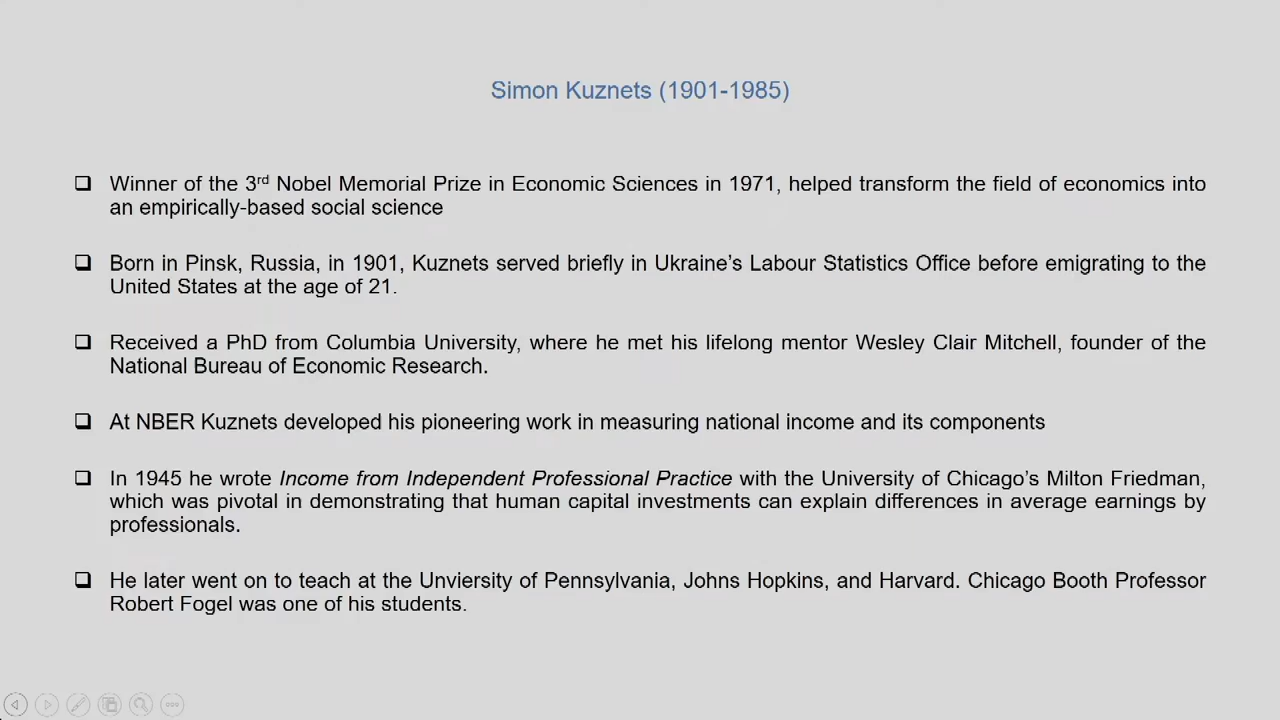 Simon Kuznets (1901-1985)
Winner of the 3rd Nobel Memorial Prize in Economic Sciences in 1971, helped transform the field of economics into
an empirically-based social science
Born in Pinsk, Russia, in 1901, Kuznets served briefly in Ukraine’s Labour Statistics Office before emigrating to the
United States at the age of 21.
Received a PhD from Columbia University, where he met his lifelong mentor Wesley Clair Mitchell, founder of the
National Bureau of Economic Research.
At NBER Kuznets developed his pioneering work in measuring national income and its components
In 1945 he wrote Income from Independent Professional Practice with the University of Chicago’s Milton Friedman,
which was pivotal in demonstrating that human capital investments can explain differences in average earnings by
professionals.
He later went on to teach at the Unviersity of Pennsylvania, Johns Hopkins, and Harvard. Chicago Booth Professor
Robert Fogel was one of his students.